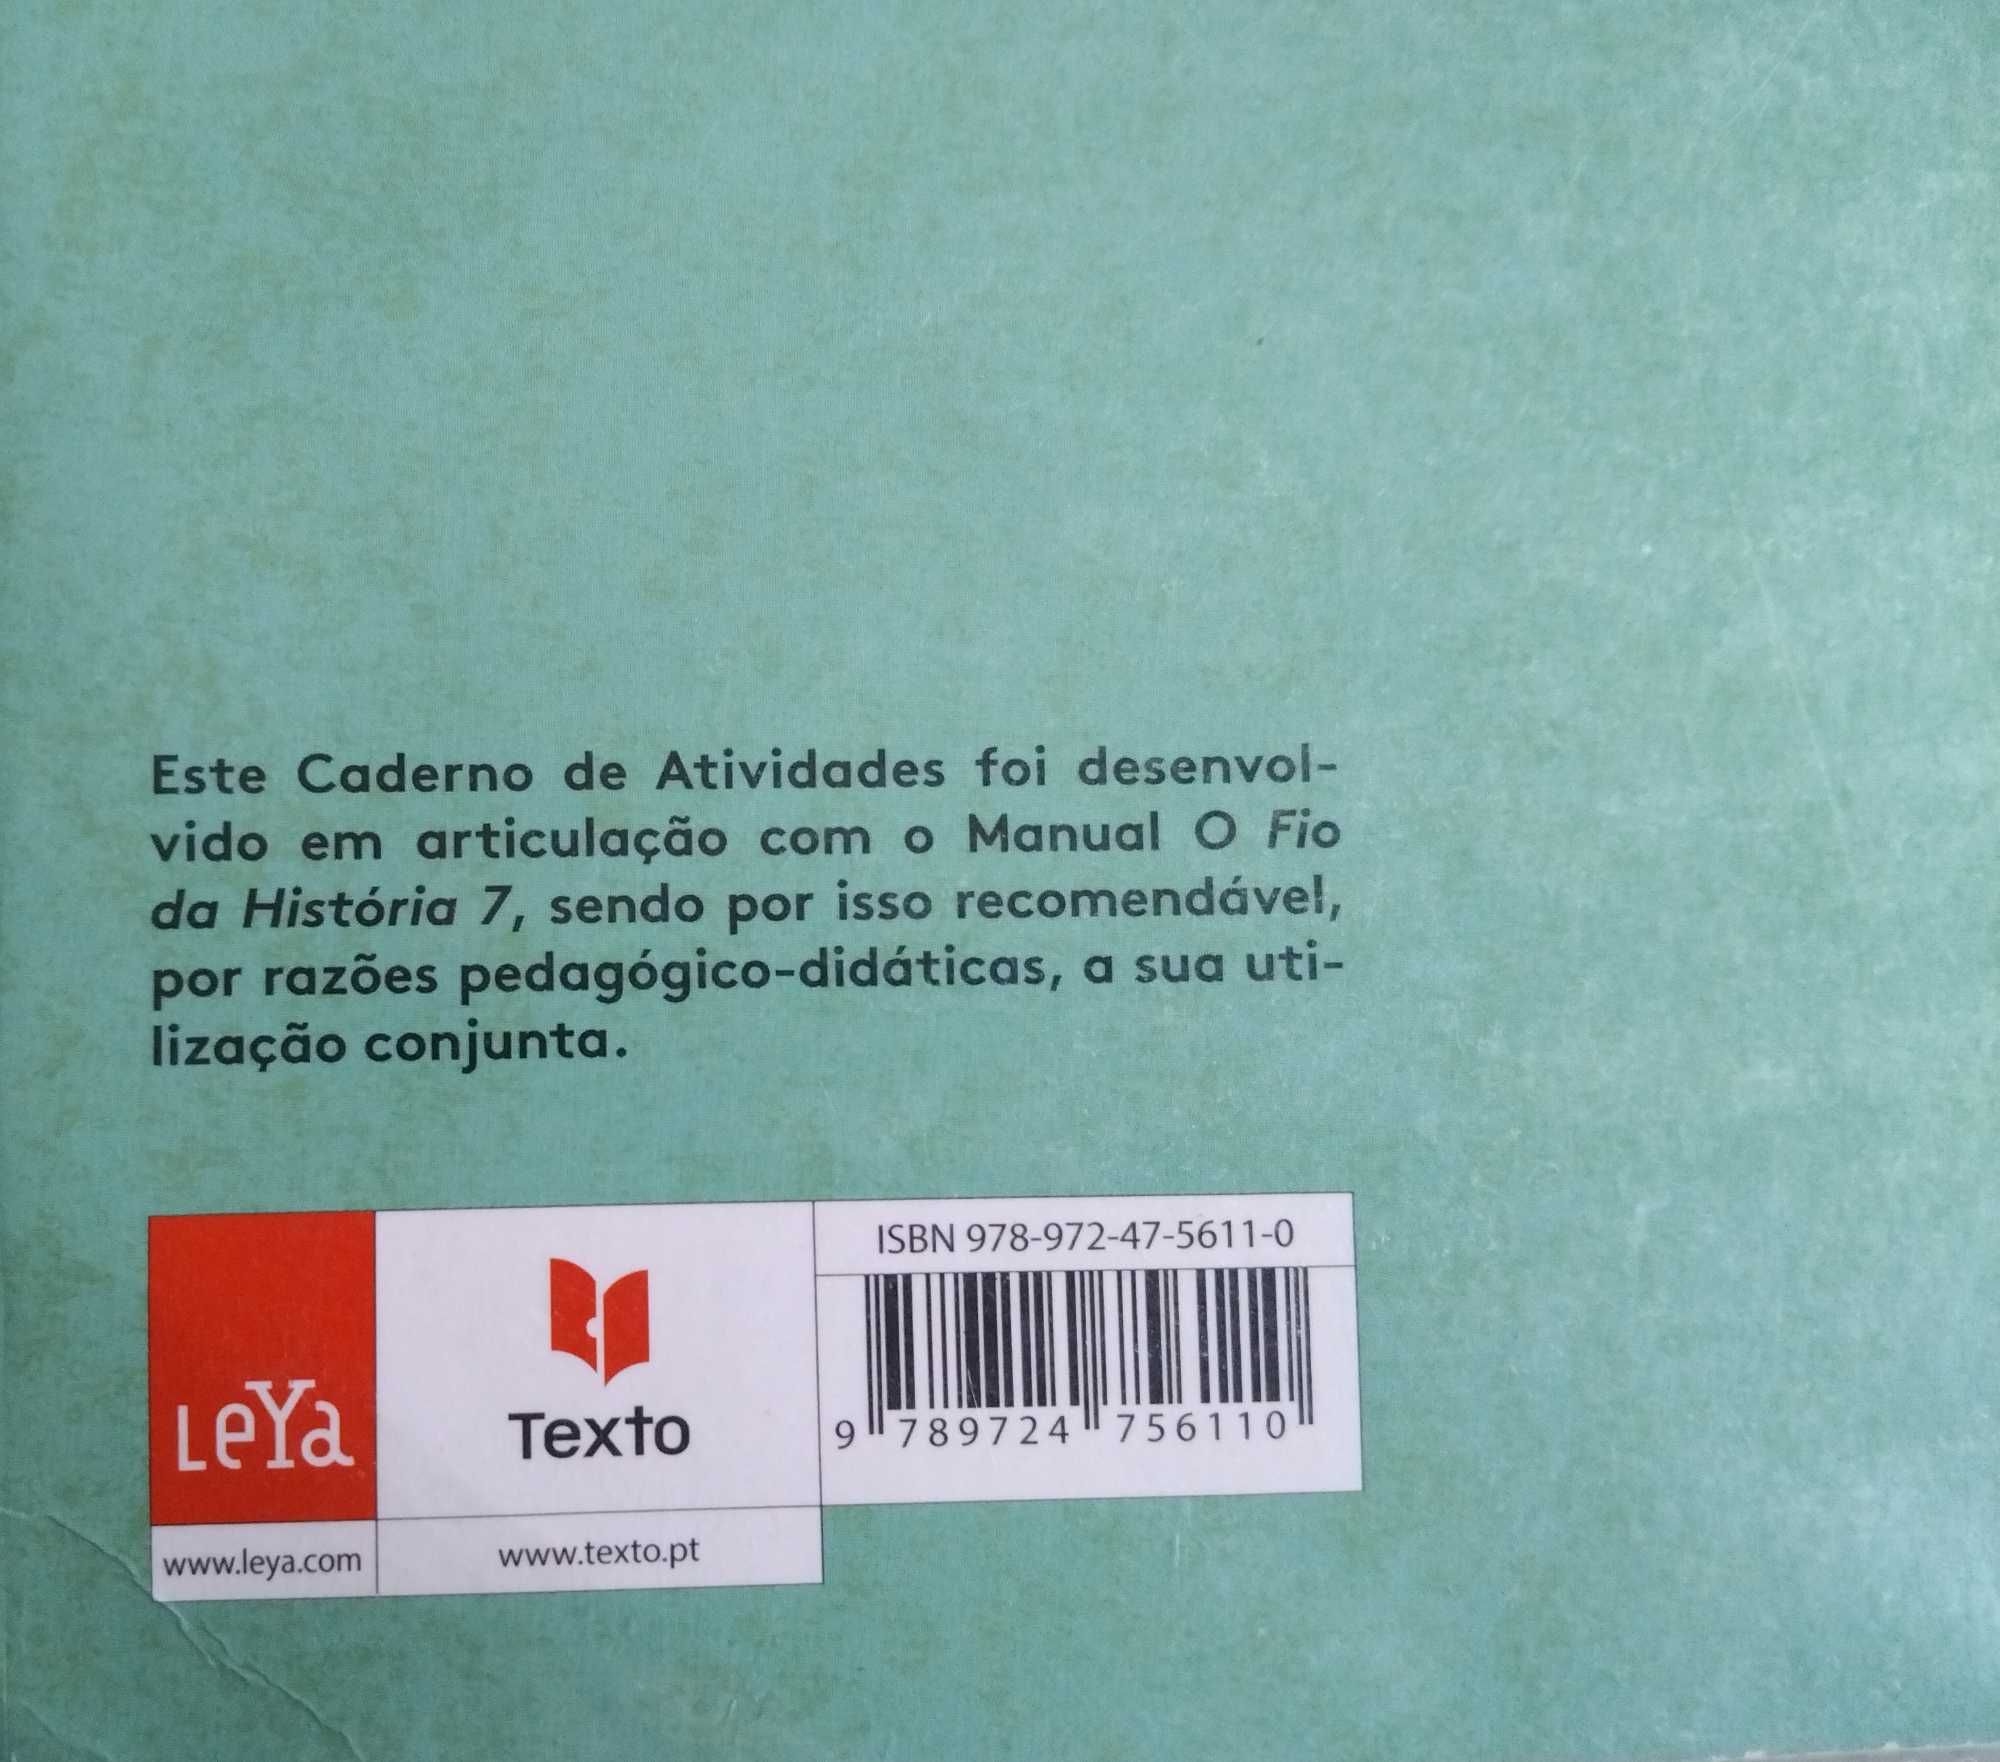 Este Caderno de Atividades foi desenvol-
vido em articulação com o Manual O Fio
da História 7, sendo por isso recomendável,
por razões pedagógico-didáticas, a sua uti-
lização conjunta.
ISBN 978-972-47-5611-0
9 789724 756110
LeYa
Texto
www.leya.com
www.texto.pt